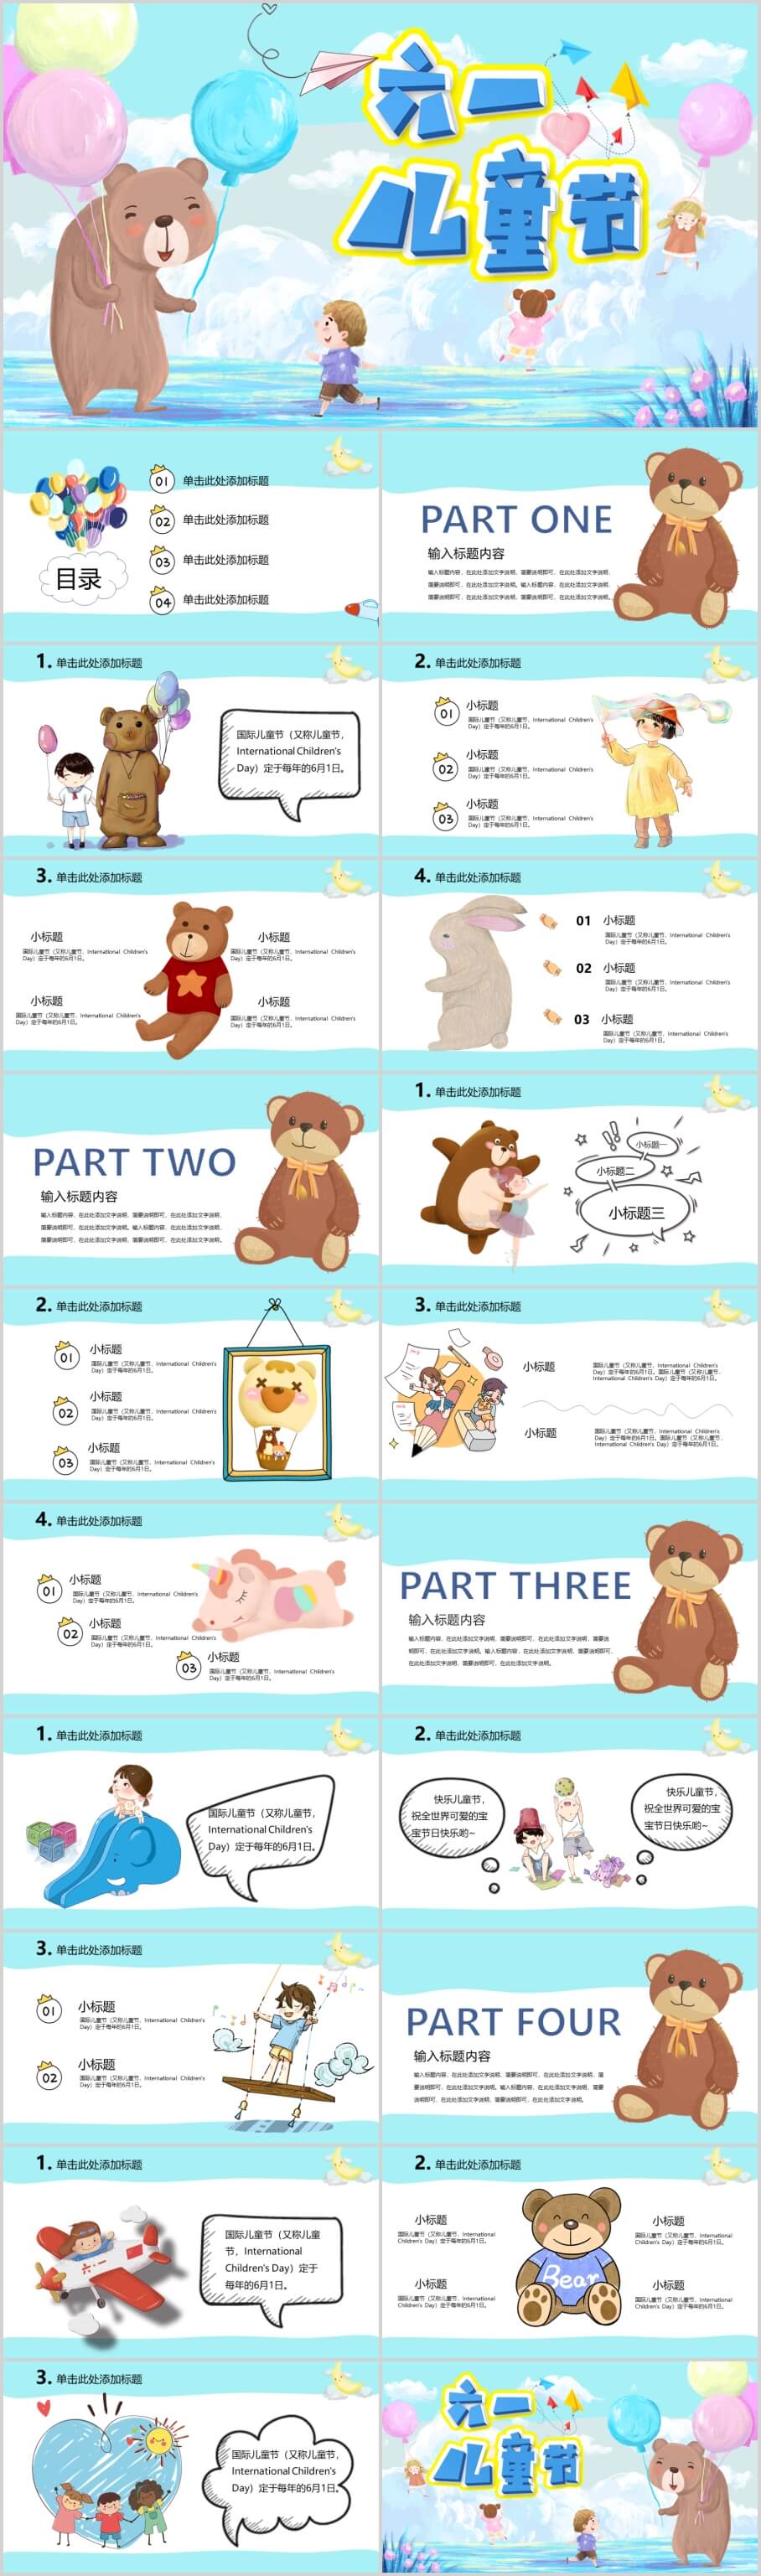 六一
儿童节
目录
01 单击此处添加标题
02 单击此处添加标题
03 单击此处添加标题
04 单击此处添加标题
PART ONE
输入标题内容
输入标题内容，在此处添加文字说明，需要说明即可，在此处添加文字说明，
需要说明即可，在此处添加文字说明。输入标题内容，在此处添加文字说明，
需要说明即可，在此处添加文字说明，需要说明即可，在此处添加文字说明。
1. 单击此处添加标题
国际儿童节（又称儿童节，
International Children's
Day）定于每年的6月1日。
2. 单击此处添加标题
01 小标题
国际儿童节（又称儿童节，International Children's
Day）定于每年的6月1日。
02 小标题
国际儿童节（又称儿童节，International Children's
Day）定于每年的6月1日。
03 小标题
国际儿童节（又称儿童节，International Children's
Day）定于每年的6月1日。
3. 单击此处添加标题
小标题
国际儿童节（又称儿童节，International Children's
Day）定于每年的6月1日。
小标题
国际儿童节（又称儿童节，International Children's
Day）定于每年的6月1日。
小标题
国际儿童节（又称儿童节，International Children's
Day）定于每年的6月1日。
小标题
国际儿童节（又称儿童节，International Children's
Day）定于每年的6月1日。
4. 单击此处添加标题
01 小标题
国际儿童节（又称儿童节，International Children's
Day）定于每年的6月1日。
02 小标题
国际儿童节（又称儿童节，International Children's
Day）定于每年的6月1日。
03 小标题
国际儿童节（又称儿童节，International Children's
Day）定于每年的6月1日。
PART TWO
输入标题内容
输入标题内容，在此处添加文字说明，需要说明即可，在此处添加文字说明，
需要说明即可，在此处添加文字说明。输入标题内容，在此处添加文字说明，
需要说明即可，在此处添加文字说明，需要说明即可，在此处添加文字说明。
1. 单击此处添加标题
小标题一
小标题二
小标题三
2. 单击此处添加标题
01 小标题
国际儿童节（又称儿童节，International Children's
Day）定于每年的6月1日。
02 小标题
国际儿童节（又称儿童节，International Children's
Day）定于每年的6月1日。
03 小标题
国际儿童节（又称儿童节，International Children's
Day）定于每年的6月1日。
3. 单击此处添加标题
小标题
国际儿童节（又称儿童节，International Children's
Day）定于每年的6月1日。国际儿童节（又称儿童节，
International Children's Day）定于每年的6月1日。
小标题
国际儿童节（又称儿童节，International Children's
Day）定于每年的6月1日。国际儿童节（又称儿童节，
International Children's Day）定于每年的6月1日。
4. 单击此处添加标题
01 小标题
国际儿童节（又称儿童节，International Children's
Day）定于每年的6月1日。
02 小标题
国际儿童节（又称儿童节，International Children's
Day）定于每年的6月1日。
03 小标题
国际儿童节（又称儿童节，International Children's
Day）定于每年的6月1日。
PART THREE
输入标题内容
输入标题内容，在此处添加文字说明，需要说明即可，在此处添加文字说明，需要说
明即可，在此处添加文字说明。输入标题内容，在此处添加文字说明，需要说明即可，
在此处添加文字说明，需要说明即可，在此处添加文字说明。
1. 单击此处添加标题
国际儿童节（又称儿童节，
International Children's
Day）定于每年的6月1日。
2. 单击此处添加标题
快乐儿童节，
祝全世界可爱的宝
宝节日快乐哟~
快乐儿童节，
祝全世界可爱的宝
宝节日快乐哟~
3. 单击此处添加标题
01 小标题
国际儿童节（又称儿童节，International Children's
Day）定于每年的6月1日。
02 小标题
国际儿童节（又称儿童节，International Children's
Day）定于每年的6月1日。
PART FOUR
输入标题内容
输入标题内容，在此处添加文字说明，需要说明即可，在此处添加文字说明，需
要说明即可，在此处添加文字说明。输入标题内容，在此处添加文字说明，需要
说明即可，在此处添加文字说明，需要说明即可，在此处添加文字说明。
1. 单击此处添加标题
六一
国际儿童节（又称儿童
节，International
Children's Day）定于
每年的6月1日。
2. 单击此处添加标题
小标题
国际儿童节（又称儿童节，International
Children's Day）定于每年的6月1日。
小标题
国际儿童节（又称儿童节，International
Children's Day）定于每年的6月1日。
Bear
小标题
国际儿童节（又称儿童节，International
Children's Day）定于每年的6月1日。
小标题
国际儿童节（又称儿童节，International
Children's Day）定于每年的6月1日。
3. 单击此处添加标题
国际儿童节（又称儿童节，
International Children's
Day）定于每年的6月1日。
六一
儿童节